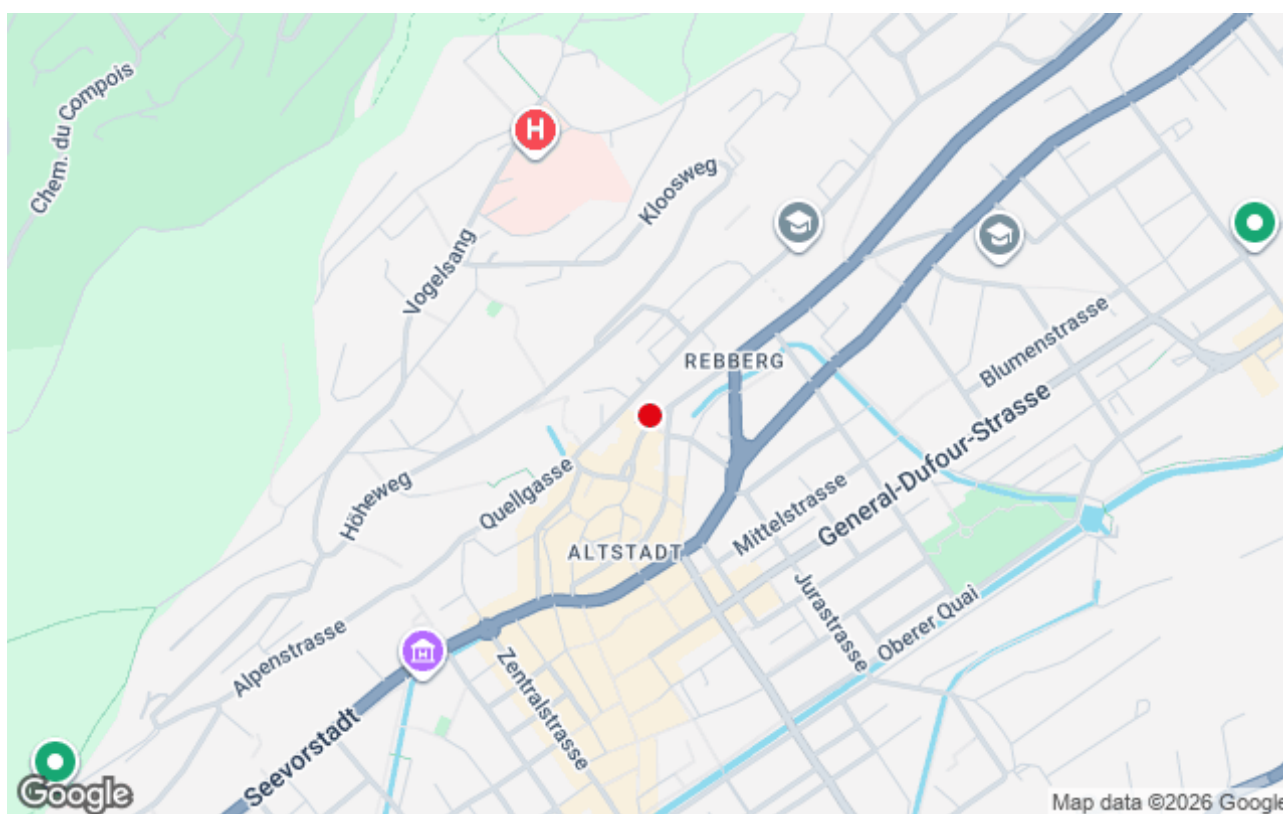 Chem. du Compois
H
Kloosweg
Vogelsang
REBBERG
Blumenstrasse
General-Dufour-Strasse
Höheweg
Quellgasse
Mittelstrasse
ALTSTADT
Jurastrasse
Oberer Quai
Alpenstrasse
Zentralstrasse
Seevorstadt
Google
Map data ©2026 Google